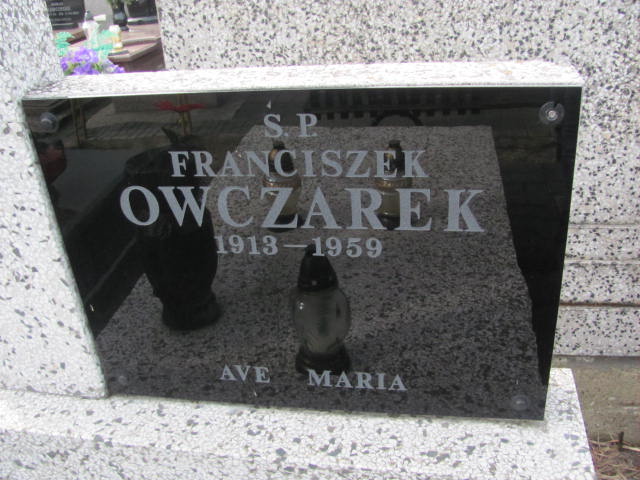 Ś.P.
FRANCISZEK
OWCZAREK
1913 – 1959
AVE MARIA